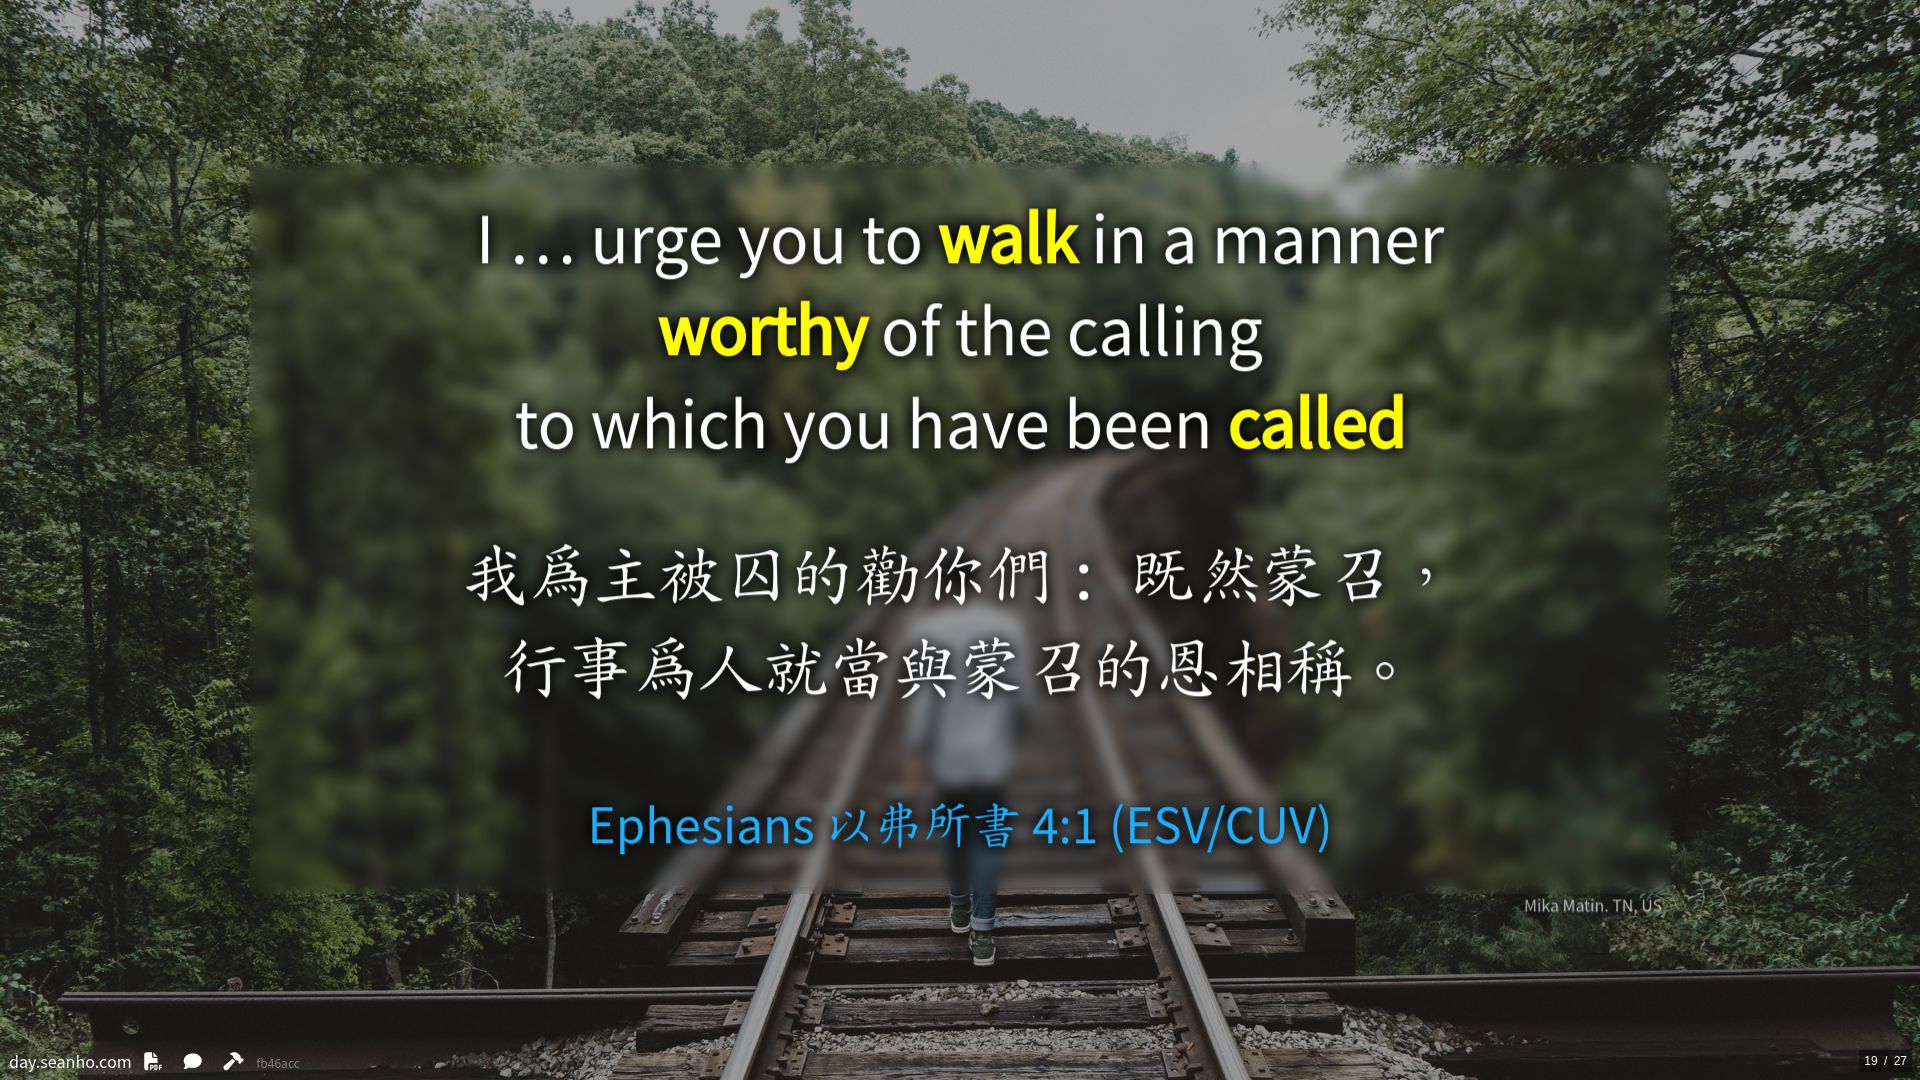 I … urge you to walk in a manner
worthy of the calling
to which you have been called
我爲主被囚的勸你們：既然蒙召，
行事爲人就當與蒙召的恩相稱。
Ephesians 以弗所書 4:1 (ESV/CUV)
Mika Matin. TN, US
day.seanho.com PDF fb46acc
19 / 27